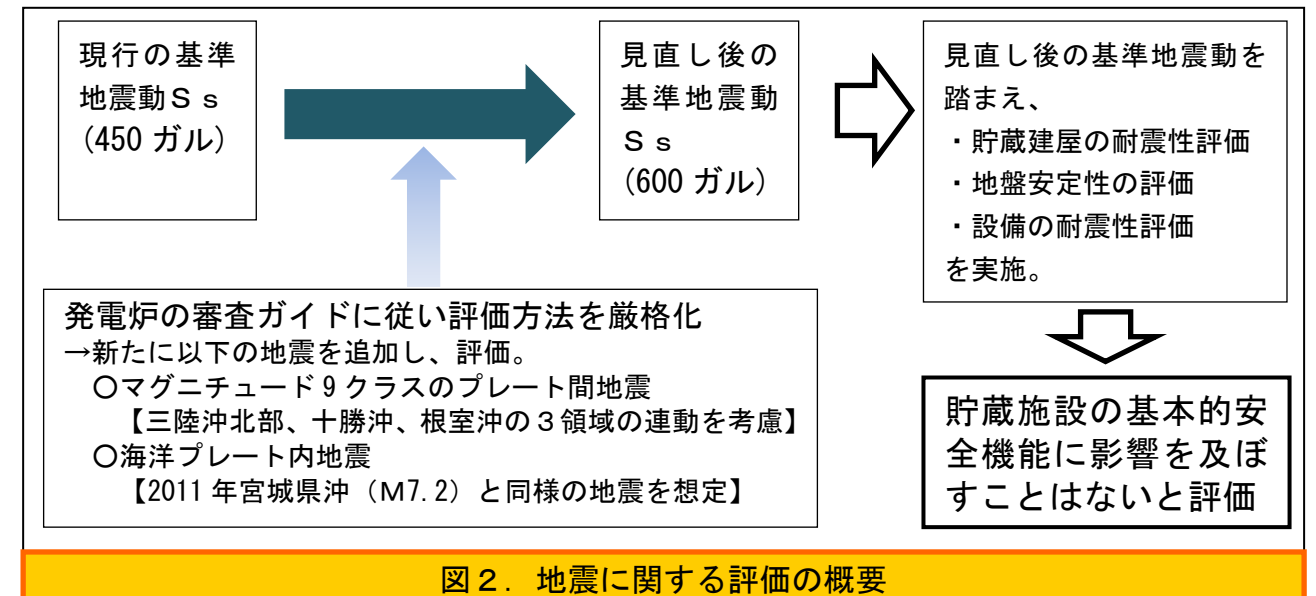 現行の基準
地震動Ｓｓ
(450 ガル)
見直し後の
基準地震動
Ｓｓ
(600 ガル)
見直し後の基準地震動を
踏まえ、
・貯蔵建屋の耐震性評価
・地盤安定性の評価
・設備の耐震性評価
を実施。
発電炉の審査ガイドに従い評価方法を厳格化
→新たに以下の地震を追加し、評価。
〇マグニチュード 9 クラスのプレート間地震
【三陸沖北部、十勝沖、根室沖の３領域の連動を考慮】
〇海洋プレート内地震
【2011 年宮城県沖（Ｍ7.2）と同様の地震を想定】
貯蔵施設の基本的安
全機能に影響を及ぼ
すことはないと評価
図２．地震に関する評価の概要